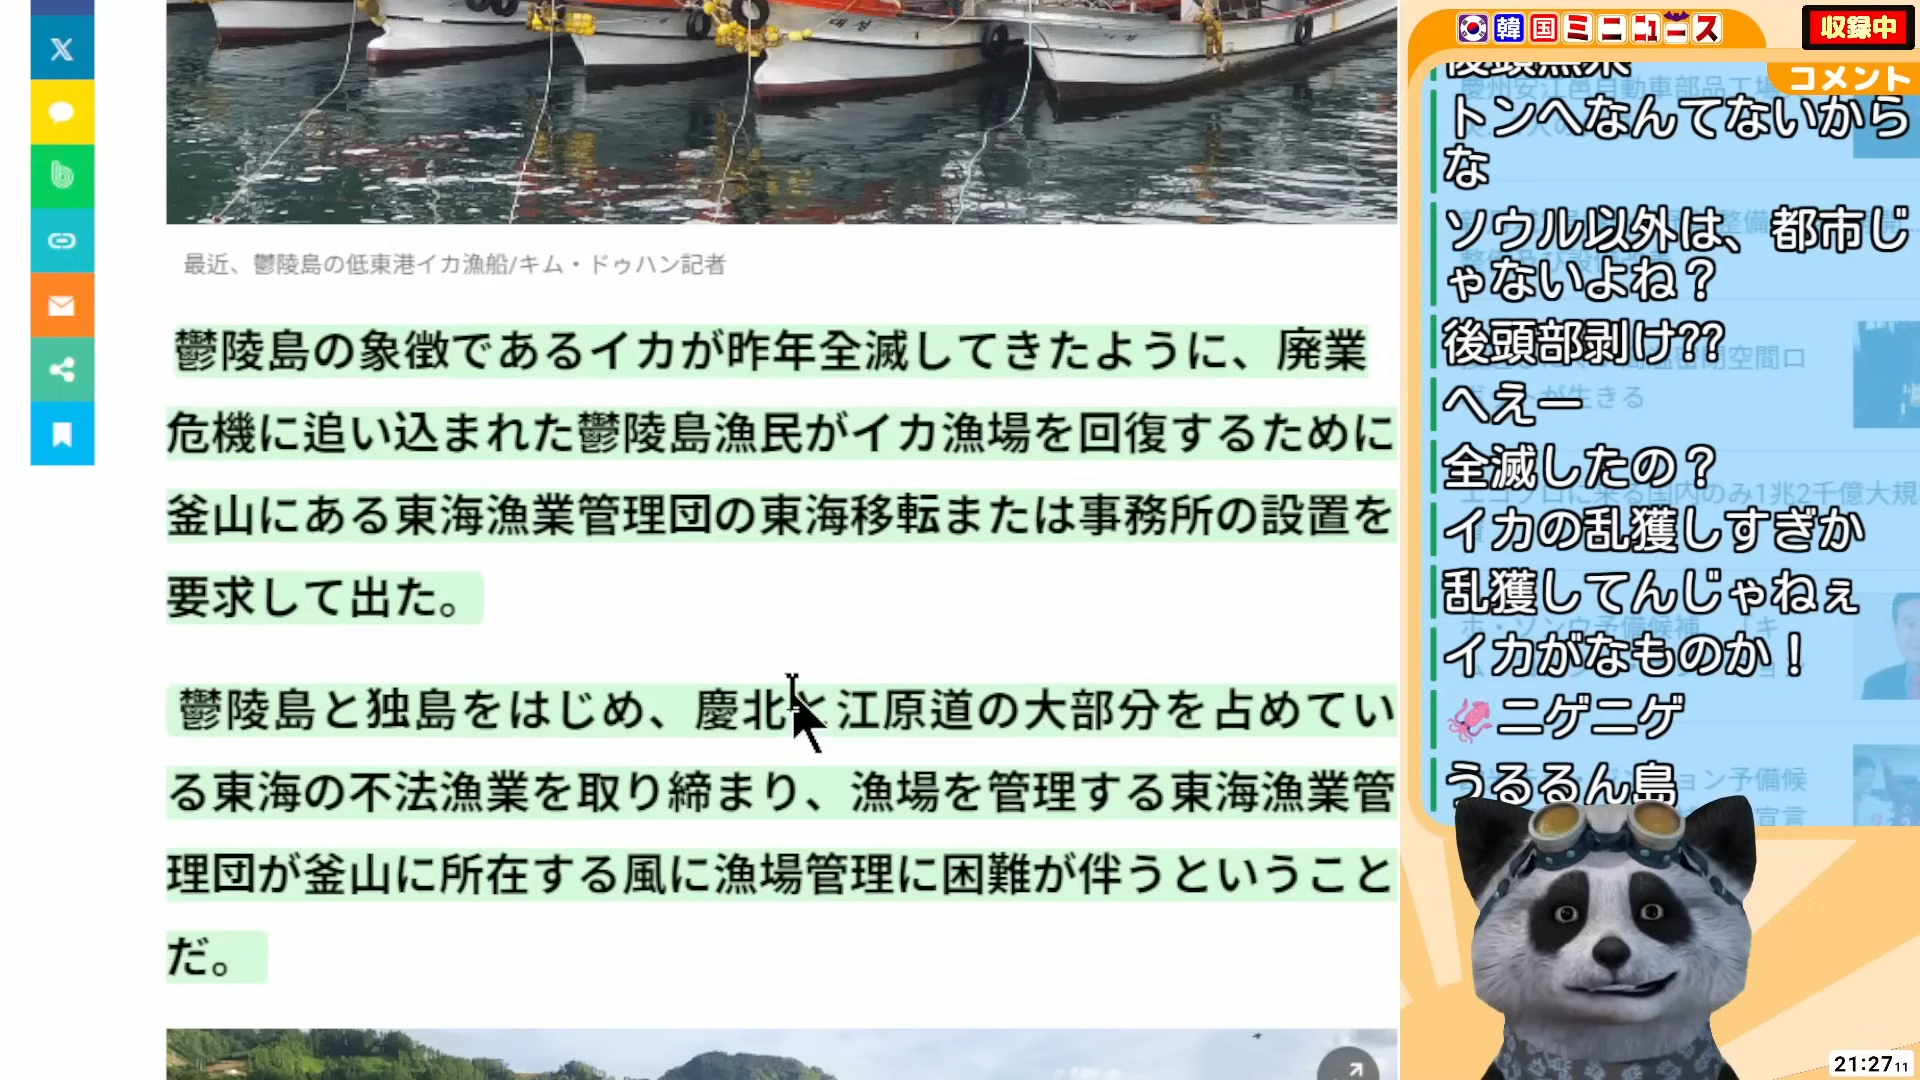 最近、鬱陵島の低東港イカ漁船/キム・ドゥハン記者
鬱陵島の象徴であるイカが昨年全滅してきたように、廃業
危機に追い込まれた鬱陵島漁民がイカ漁場を回復するために
釜山にある東海漁業管理団の東海移転または事務所の設置を
要求して出た。
鬱陵島と独島をはじめ、慶北と江原道の大部分を占めてい
る東海の不法漁業を取り締まり、漁場を管理する東海漁業管
理団が釜山に所在する風に漁場管理に困難が伴うということ
だ。
韓国ミニニュース
収録中
コメント
トンヘなんてないから
な
ソウル以外は、都市じ
ゃないよね？
後頭部剥け??
へえー
全滅したの？
イカの乱獲しすぎか
乱獲してんじゃねぇ
イカがなものか！
🦑ニゲニゲ
うるるん島
21:27 11